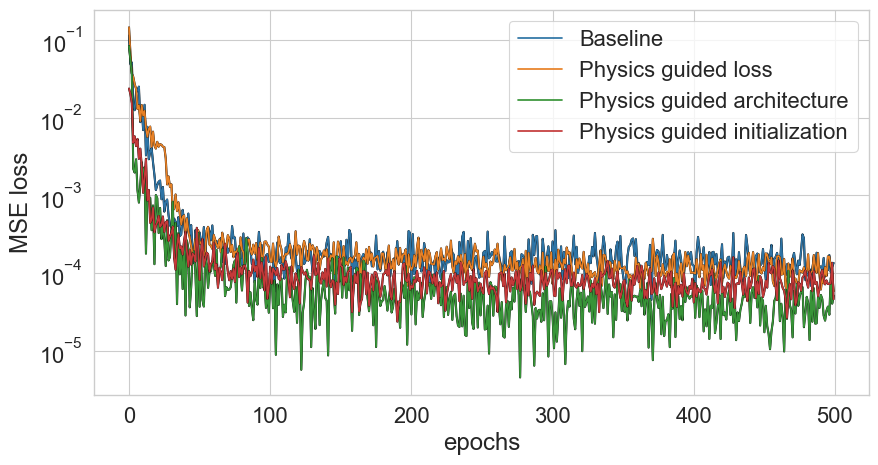 Baseline
Physics guided loss
Physics guided architecture
Physics guided initialization
MSE loss
10⁻¹
10⁻²
10⁻³
10⁻⁴
10⁻⁵
0 100 200 300 400 500
epochs